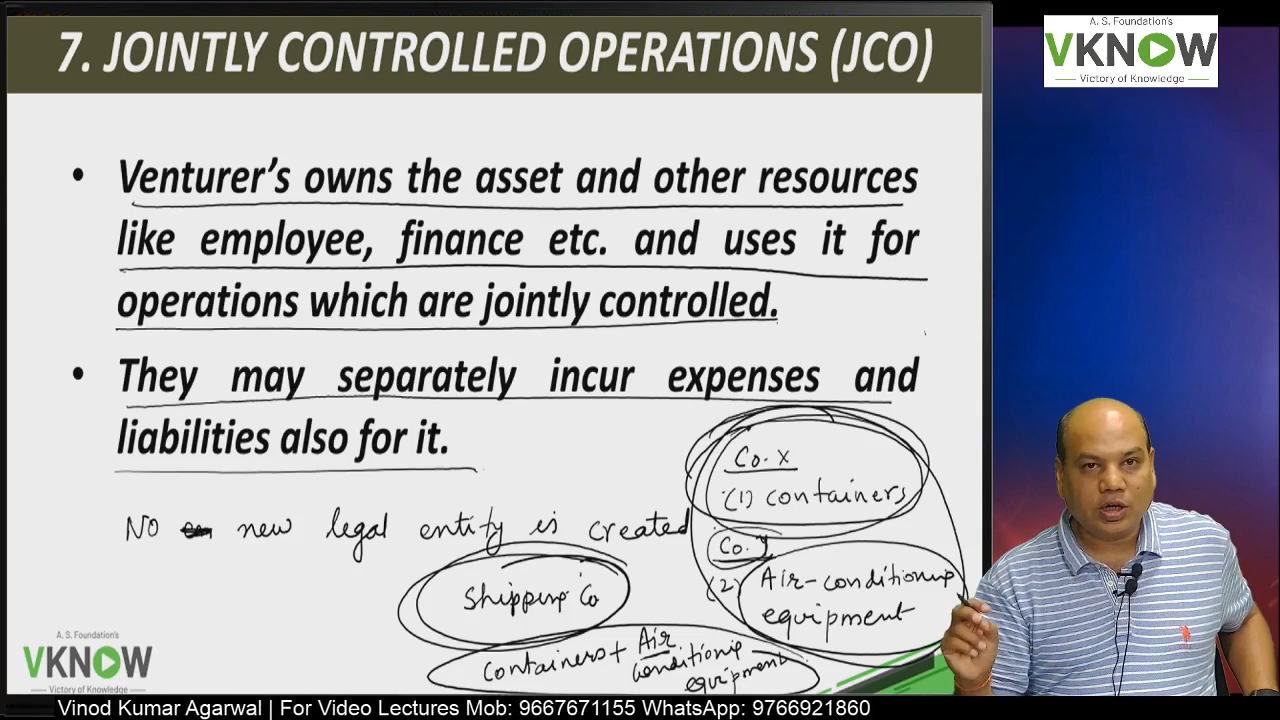 7. JOINTLY CONTROLLED OPERATIONS (JCO)
A. S. Foundation's
VKNOW
Victory of Knowledge
• Venturer's owns the asset and other resources
like employee, finance etc. and uses it for
operations which are jointly controlled.
• They may separately incur expenses and
liabilities also for it.
Co. X
(1) containers
No new legal entity is created
Co. Y
(2) Air-conditioning
equipment
Shipping Co
containers + Air
conditioning
equipment
A. S. Foundation's
VKNOW
Victory of Knowledge
Vinod Kumar Agarwal | For Video Lectures Mob: 9667671155 WhatsApp: 9766921860